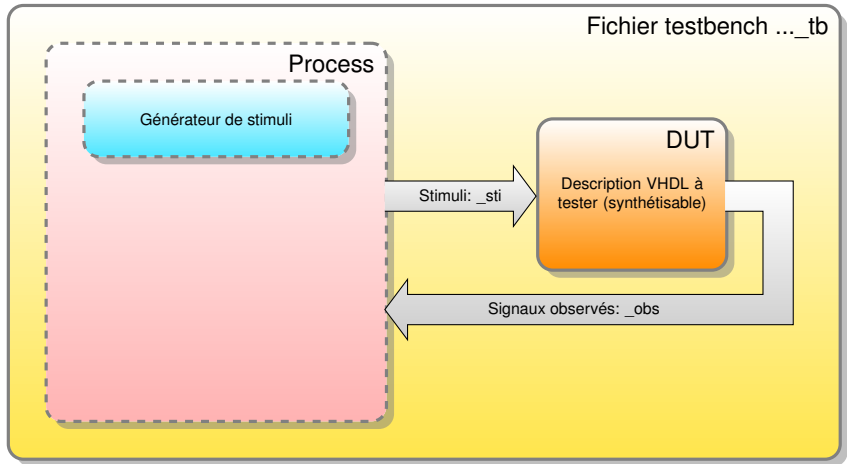 Fichier testbench ..._tb
Process
Générateur de stimuli
DUT
Description VHDL à
tester (synthétisable)
Stimuli: _sti
Signaux observés: _obs